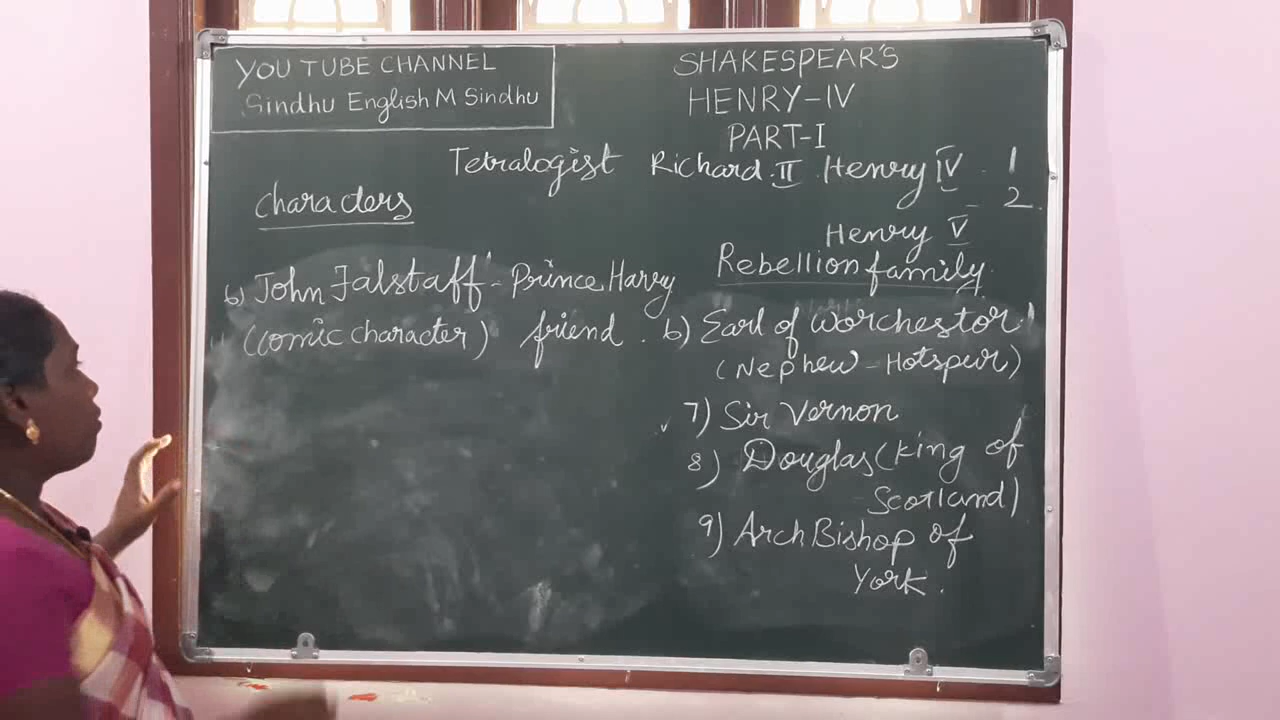 YOU TUBE CHANNEL
Sindhu English M Sindhu
SHAKESPEAR'S
HENRY-IV
PART-I
Tetralogist Richard II Henry IV - 1
- 2
Henry V
Characters
6) John Falstaff - Prince Harry
(comic character) friend.
Rebellion family
6) Earl of Worchestor
(Nephew - Hotspeur)
7) Sir Vernon
8) Douglas (King of
Scotland)
9) Arch Bishop of
York.